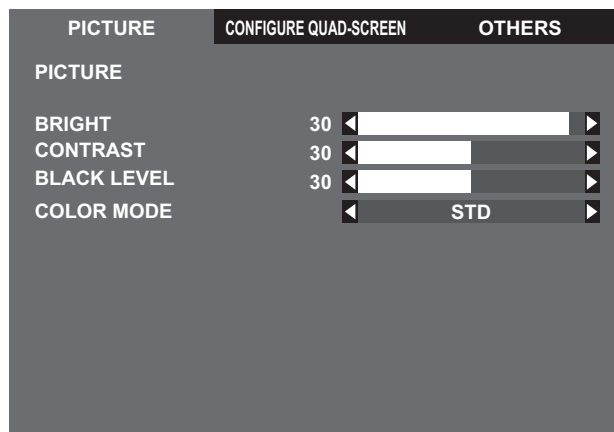 PICTURE CONFIGURE QUAD-SCREEN OTHERS
PICTURE
BRIGHT 30
CONTRAST 30
BLACK LEVEL 30
COLOR MODE STD